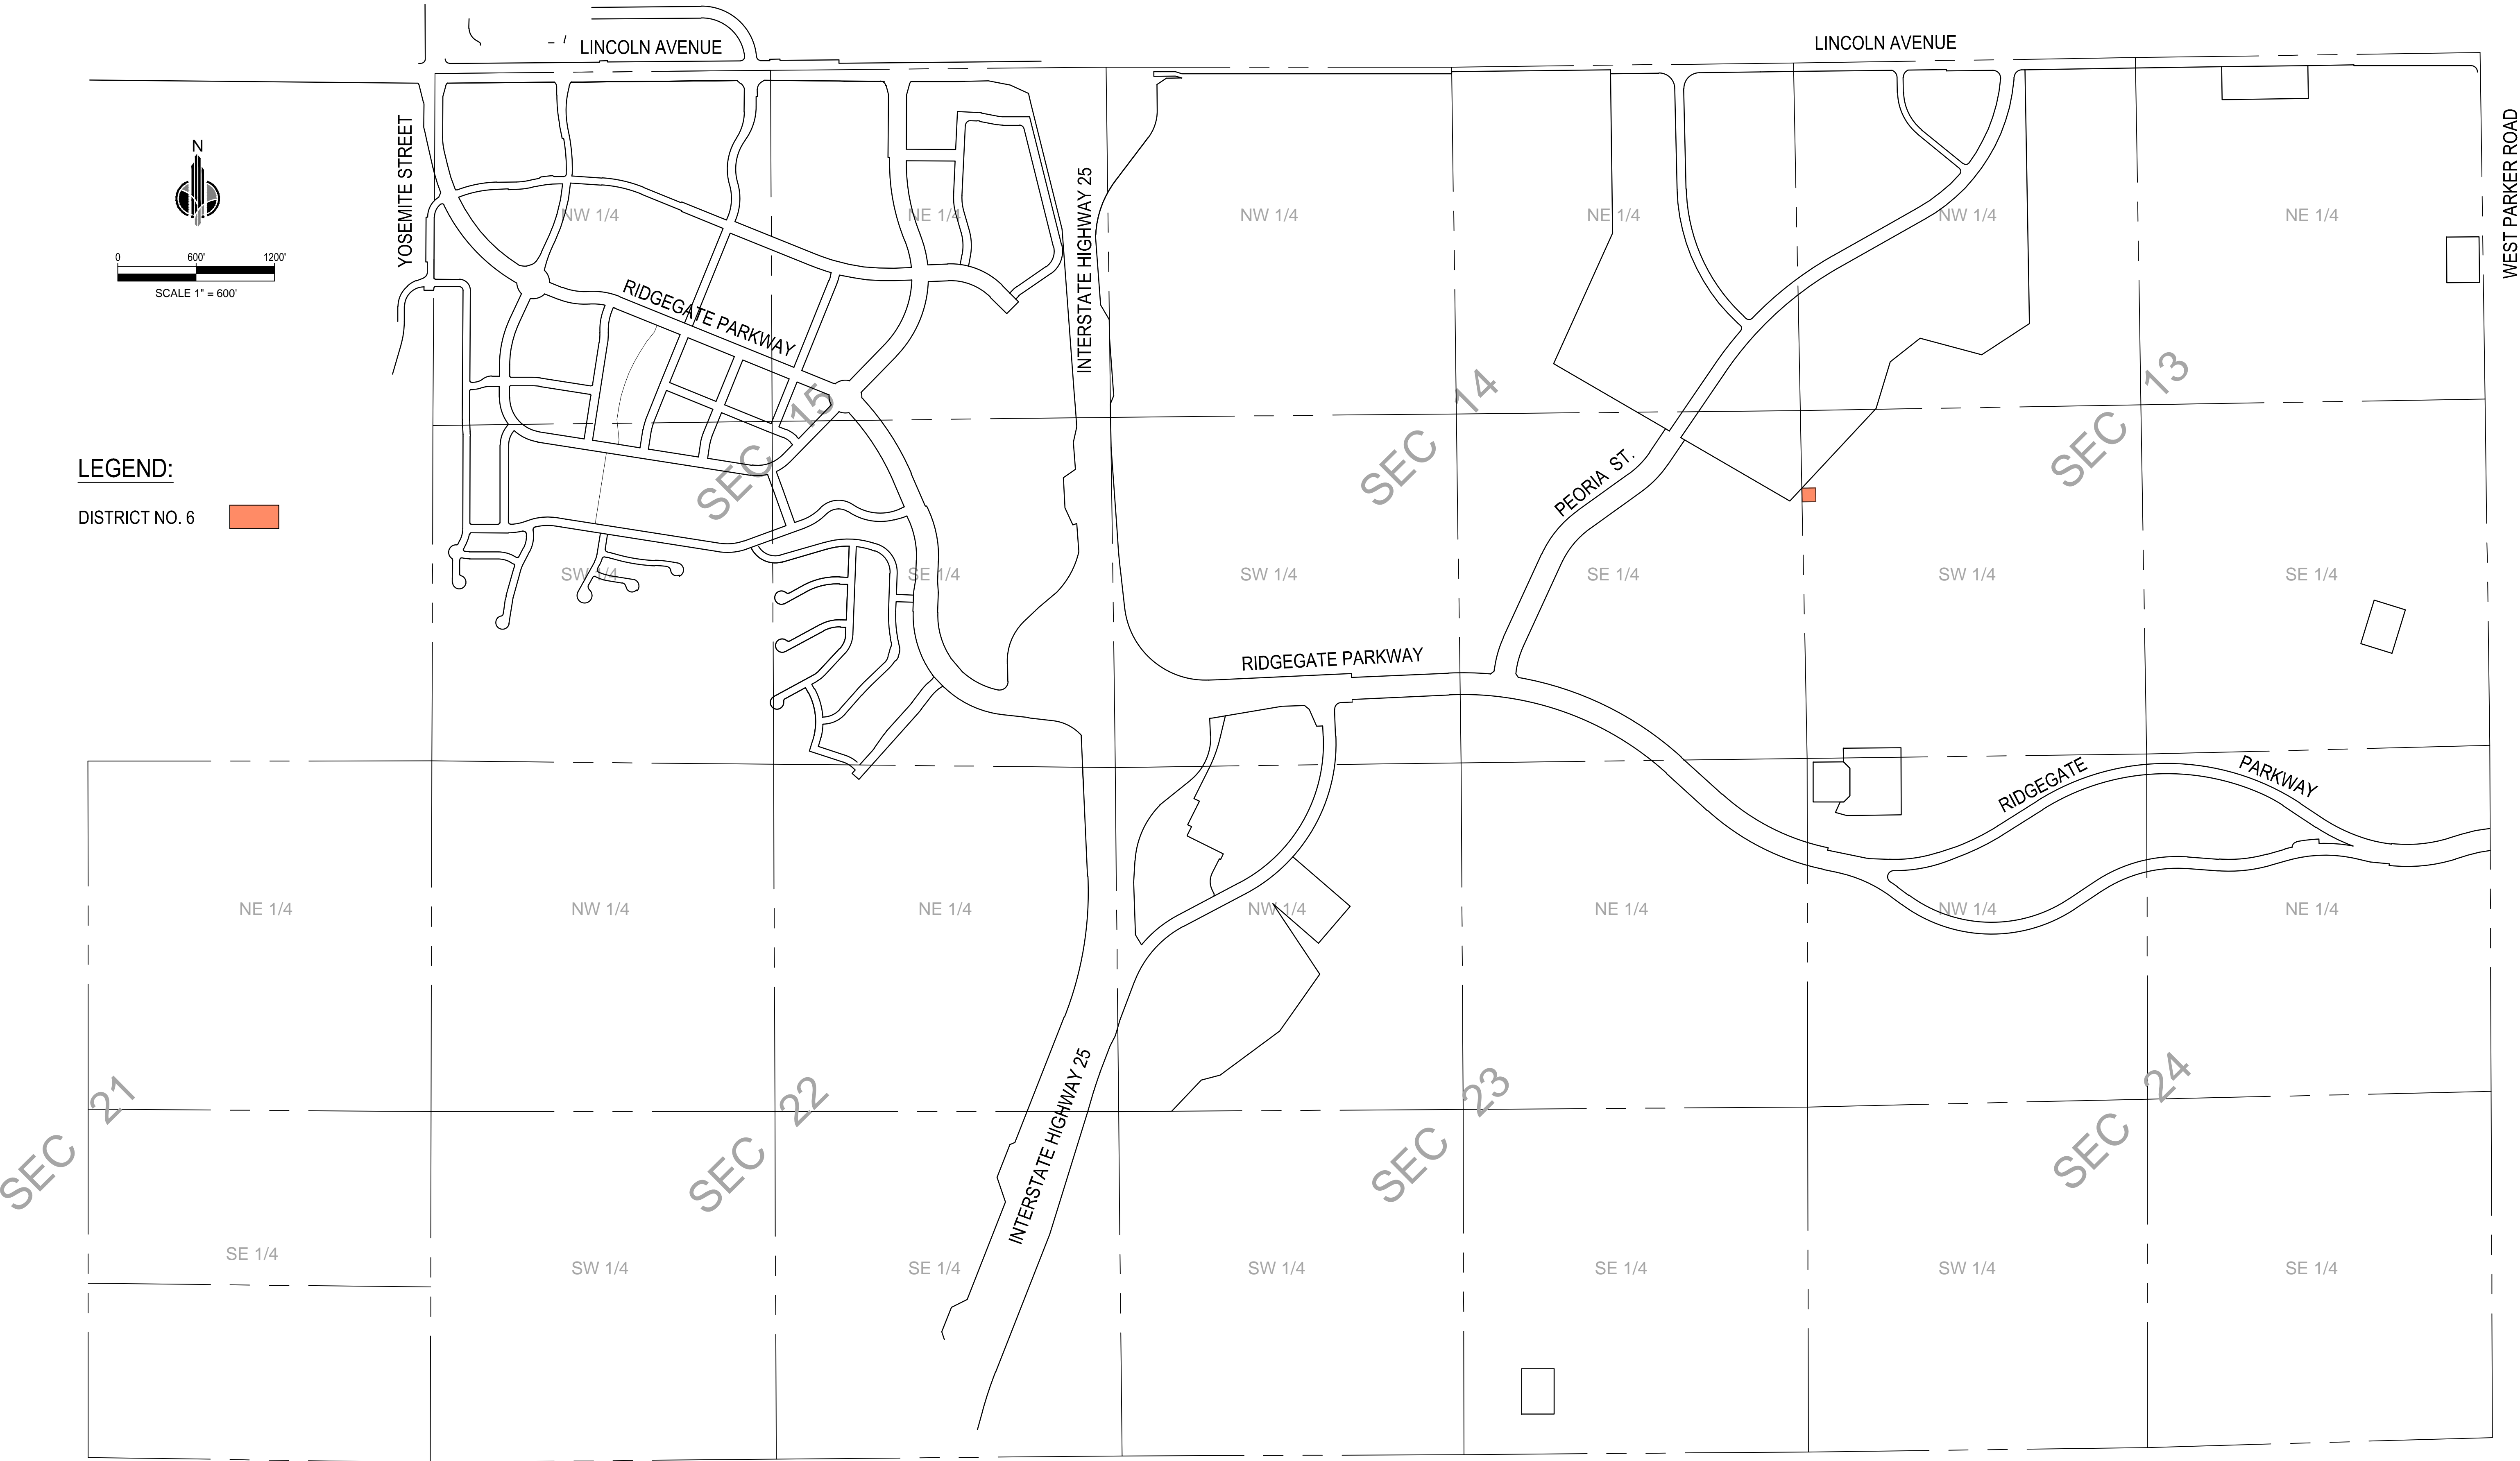 LINCOLN AVENUE
LINCOLN AVENUE
YOSEMITE STREET
WEST PARKER ROAD
N
0 600' 1200'
SCALE 1" = 600'
INTERSTATE HIGHWAY 25
NW 1/4
NE 1/4
NW 1/4
NE 1/4
NW 1/4
NE 1/4
RIDGEGATE PARKWAY
SEC 15
SEC 14
SEC 13
LEGEND:
DISTRICT NO. 6
PEORIA ST.
SW 1/4
SE 1/4
SW 1/4
SE 1/4
SW 1/4
SE 1/4
RIDGEGATE PARKWAY
RIDGEGATE PARKWAY
NE 1/4
NW 1/4
NE 1/4
NW 1/4
NE 1/4
NW 1/4
NE 1/4
SEC 21
SEC 22
INTERSTATE HIGHWAY 25
SEC 23
SEC 24
SE 1/4
SW 1/4
SE 1/4
SW 1/4
SE 1/4
SW 1/4
SE 1/4